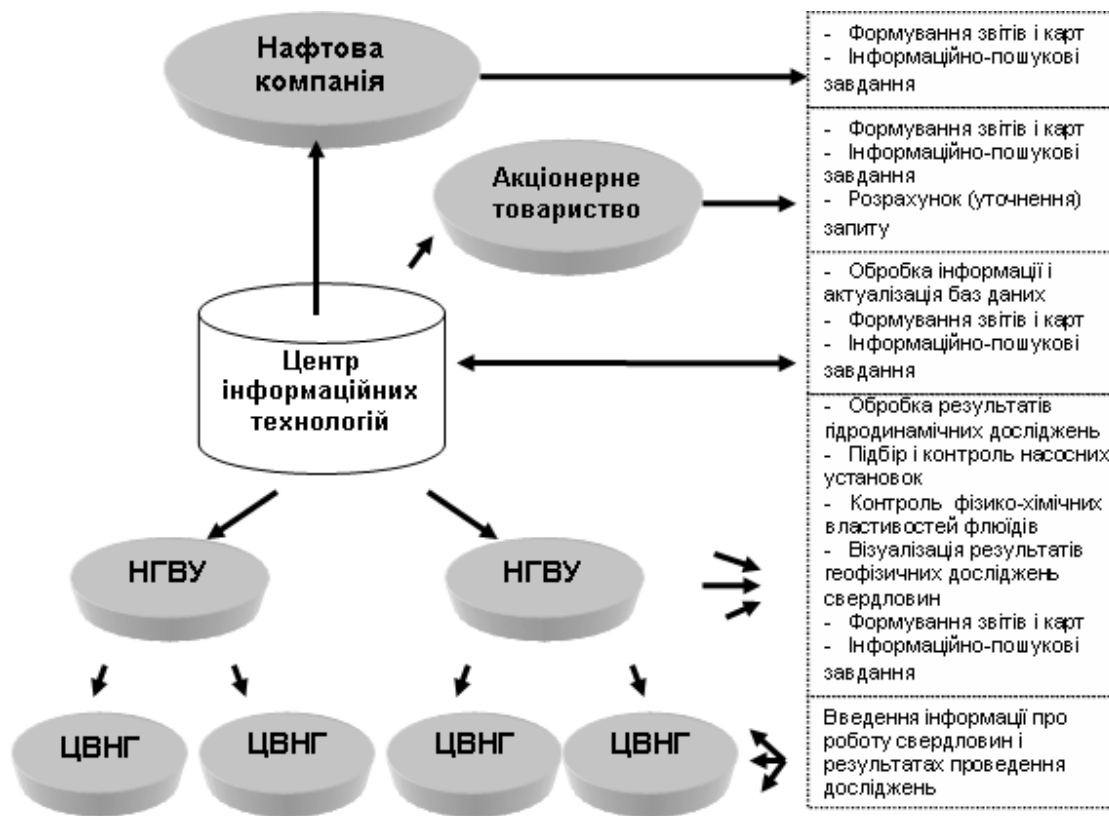 Нафтова
компанія
- Формування звітів і карт
- Інформаційно-пошукові
завдання
Акціонерне
товариство
- Формування звітів і карт
- Інформаційно-пошукові
завдання
- Розрахунок (уточнення)
запиту
Центр
інформаційних
технологій
- Обробка інформації і
актуалізація баз даних
- Формування звітів і карт
- Інформаційно-пошукові
завдання
НГВУ
НГВУ
- Обробка результатів
гідродинамічних досліджень
- Підбір і контроль насосних
установок
- Контроль фізико-хімічних
властивостей флюїдів
- Візуалізація результатів
геофізичних досліджень
свердловин
- Формування звітів і карт
- Інформаційно-пошукові
завдання
ЦВНГ
ЦВНГ
ЦВНГ
ЦВНГ
Введення інформації про
роботу свердловин і
результатах проведення
досліджень